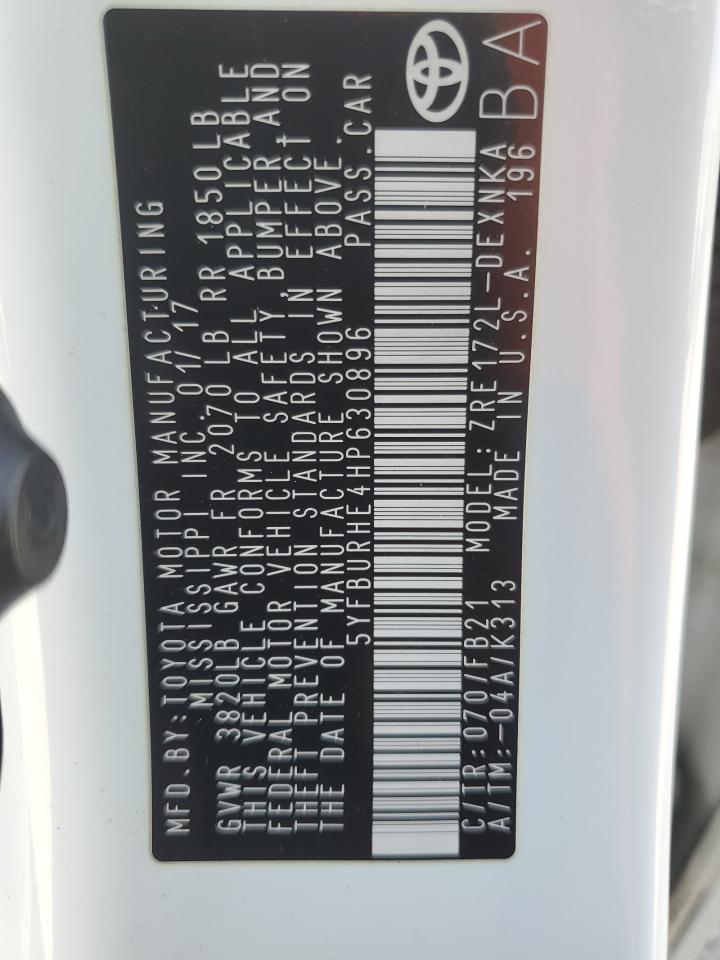 MFD.BY:TOYOTA MOTOR MANUFACTURING
MISSISSIPPI INC. 01/17
GVWR 3820LB GAWR FR 2070 LB RR 1850 LB
THIS VEHICLE CONFORMS TO ALL APPLICABLE
FEDERAL MOTOR VEHICLE SAFETY, BUMPER AND
THEFT PREVENTION STANDARDS IN EFFECT ON
THE DATE OF MANUFACTURE SHOWN ABOVE.
5YFBURHE4HP630896 PASS.CAR
C/TR:070/FB21 MODEL:ZRE172L-DEXNKA
A/TM:-04A/K313 MADE IN U.S.A. 196 BA